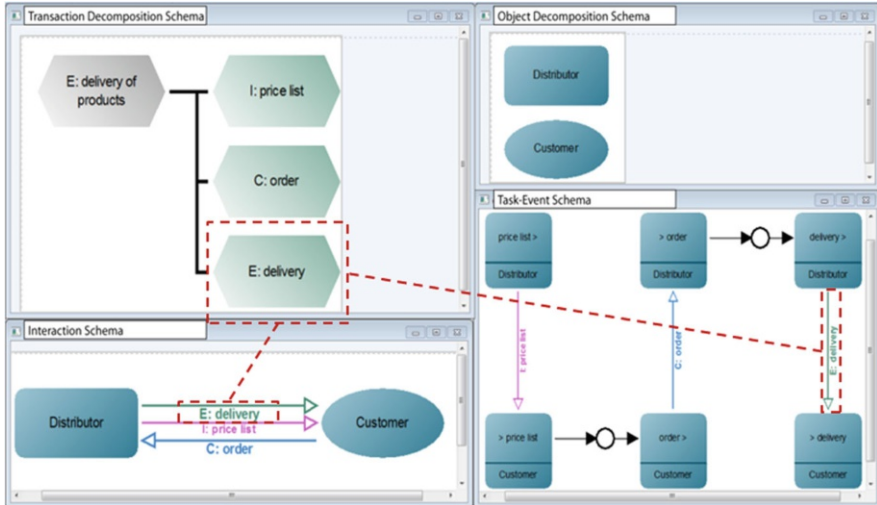 Transaction Decomposition Schema
E: delivery of
products
I: price list
C: order
E: delivery
Object Decomposition Schema
Distributor
Customer
Interaction Schema
Distributor
E: delivery
I: price list
C: order
Customer
Task-Event Schema
price list >
Distributor
> order
Distributor
delivery >
Distributor
I: price list
C: order
E: delivery
> price list
Customer
order >
Customer
> delivery
Customer